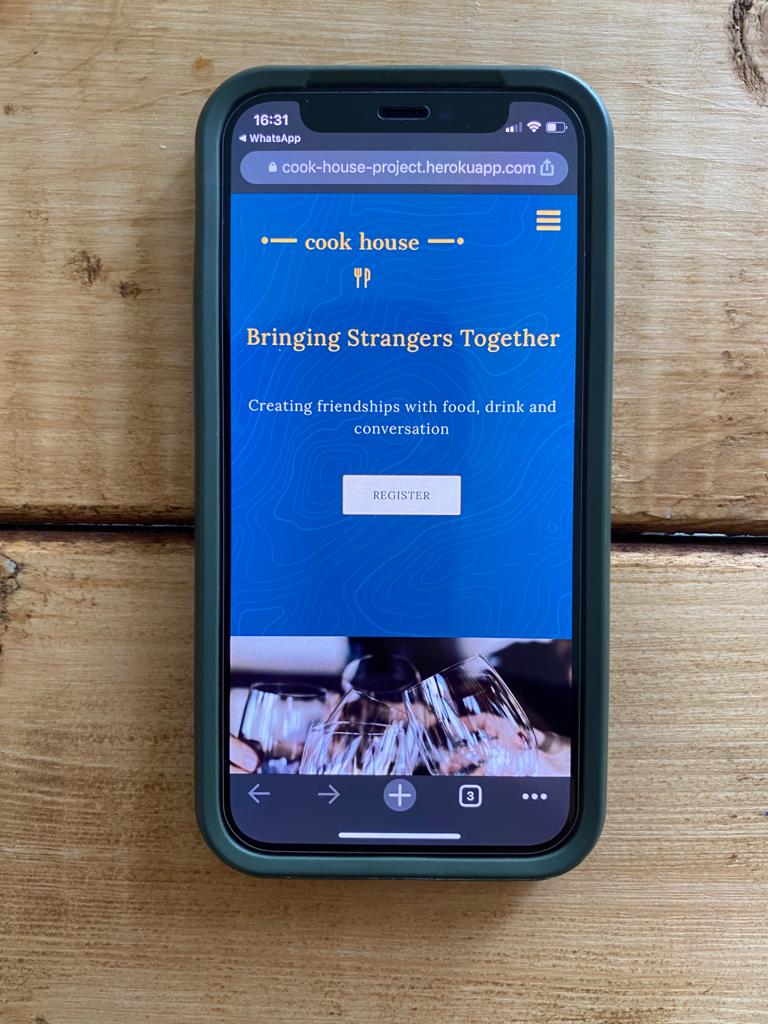 16:31
WhatsApp
cook-house-project.herokuapp.com
cook house
Bringing Strangers Together
Creating friendships with food, drink and
conversation
REGISTER
3